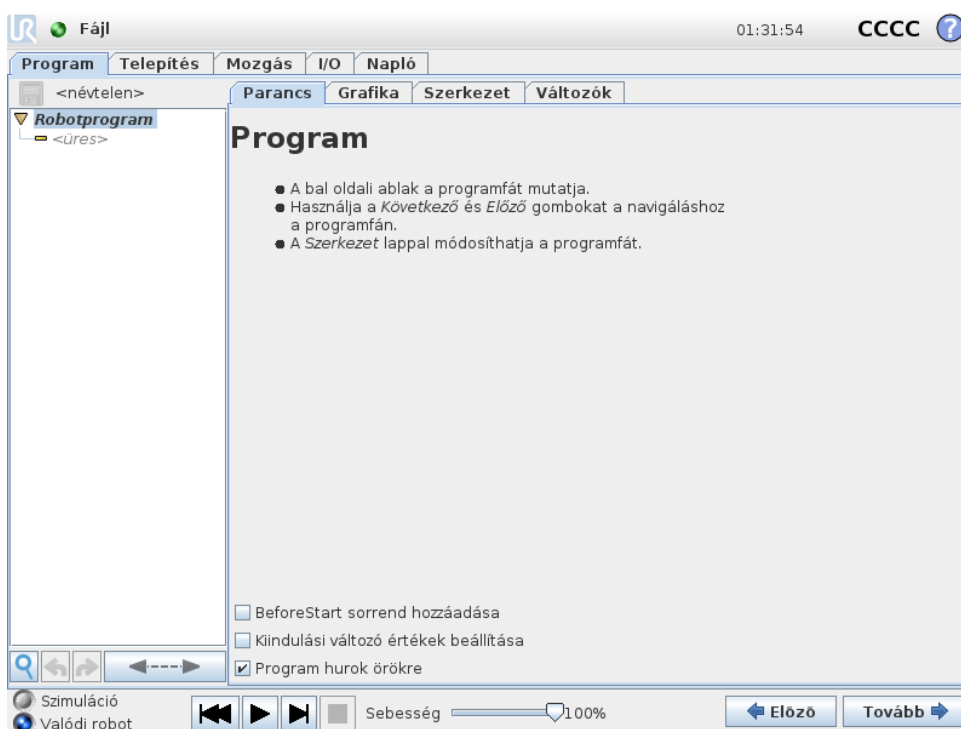 UR Fájl 01:31:54 CCCC ?
Program Telepítés Mozgás I/O Napló
<névtelen>
Parancs Grafika Szerkezet Változók
Robotprogram
<üres>
Program
A bal oldali ablak a programfát mutatja.
Használja a Következő és Előző gombokat a navigáláshoz
a programfán.
A Szerkezet lappal módosíthatja a programfát.
BeforeStart sorrend hozzáadása
Kiindulási változó értékek beállítása
Program hurok örökre
Szimuláció
Valódi robot
Sebesség 100%
Előző Tovább